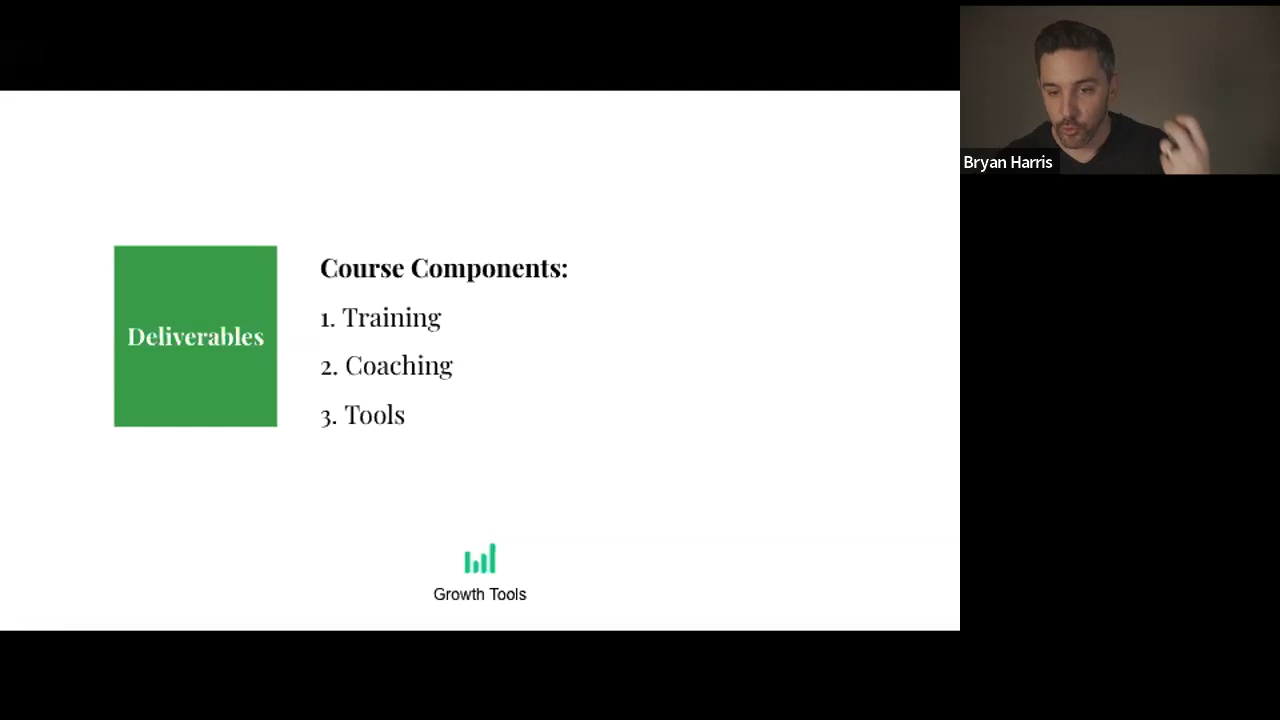 Bryan Harris
Deliverables
Course Components:
1. Training
2. Coaching
3. Tools
Growth Tools